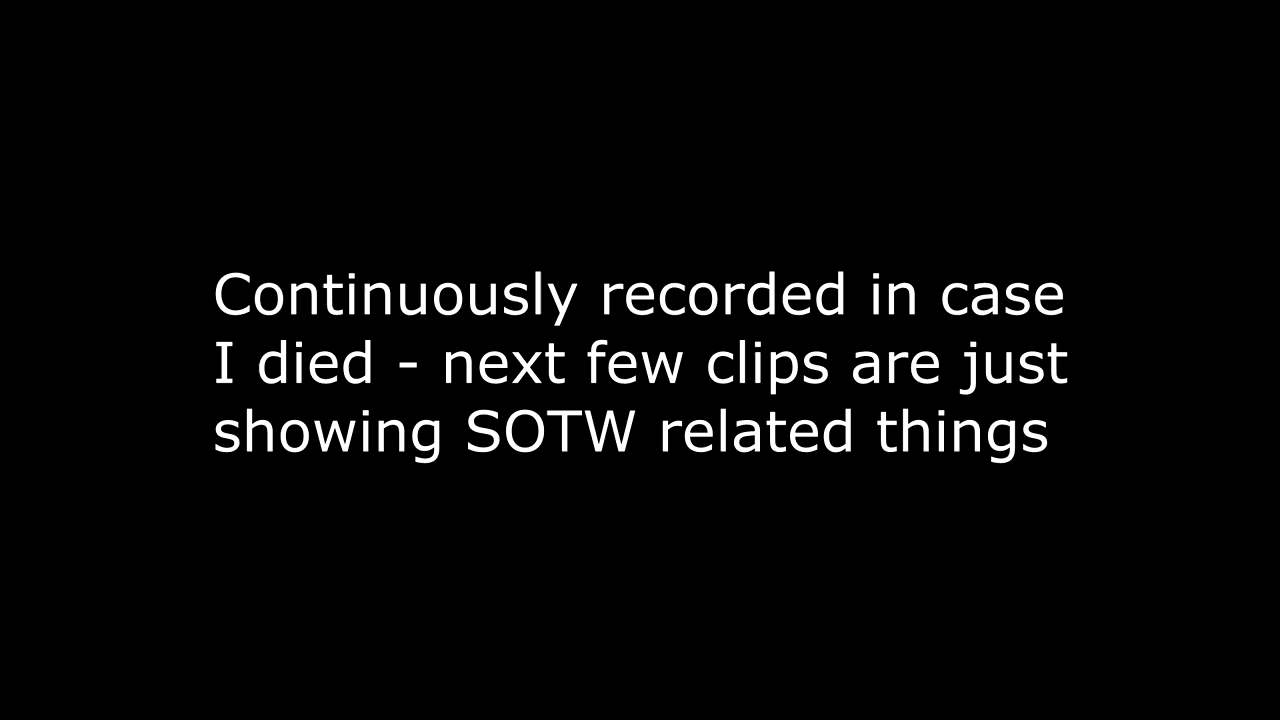 Continuously recorded in case
I died - next few clips are just
showing SOTW related things